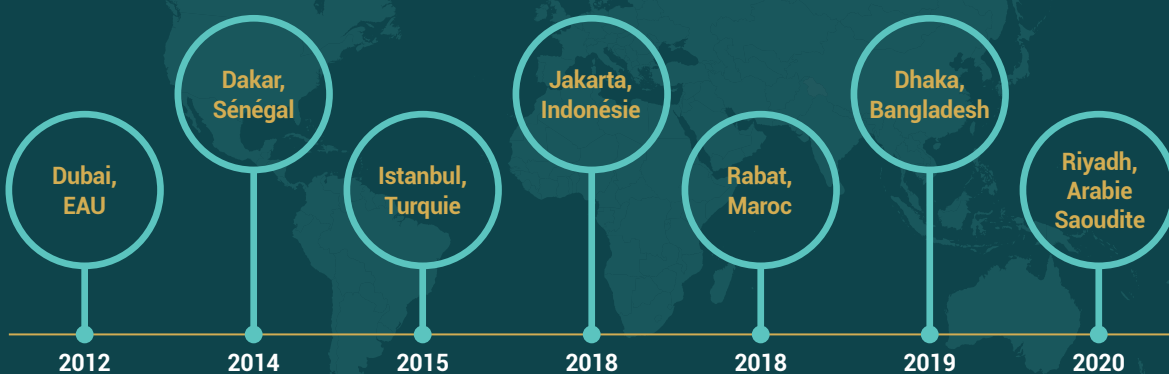 Dubai,
EAU
2012
Dakar,
Sénégal
2014
Istanbul,
Turquie
2015
Jakarta,
Indonésie
2018
Rabat,
Maroc
2018
Dhaka,
Bangladesh
2019
Riyadh,
Arabie
Saoudite
2020